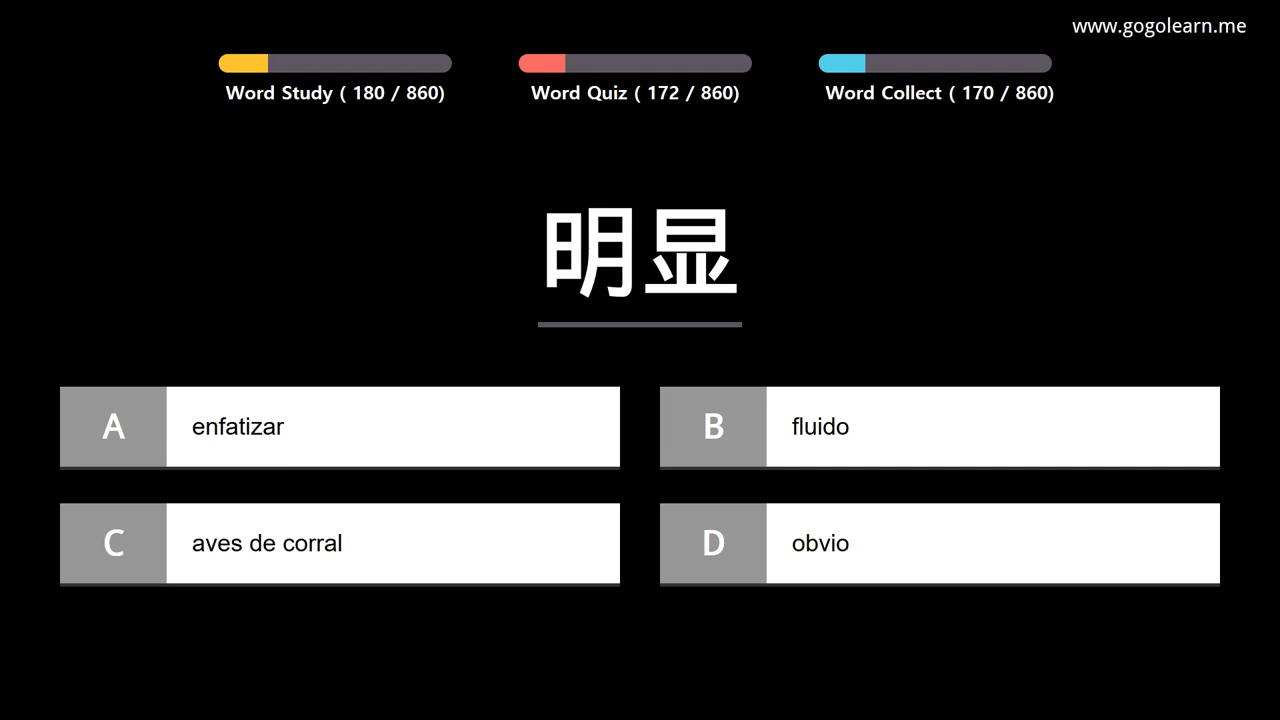 www.gogolearn.me
Word Study ( 180 / 860)
Word Quiz ( 172 / 860)
Word Collect ( 170 / 860)
明显
A enfatizar
B fluido
C aves de corral
D obvio